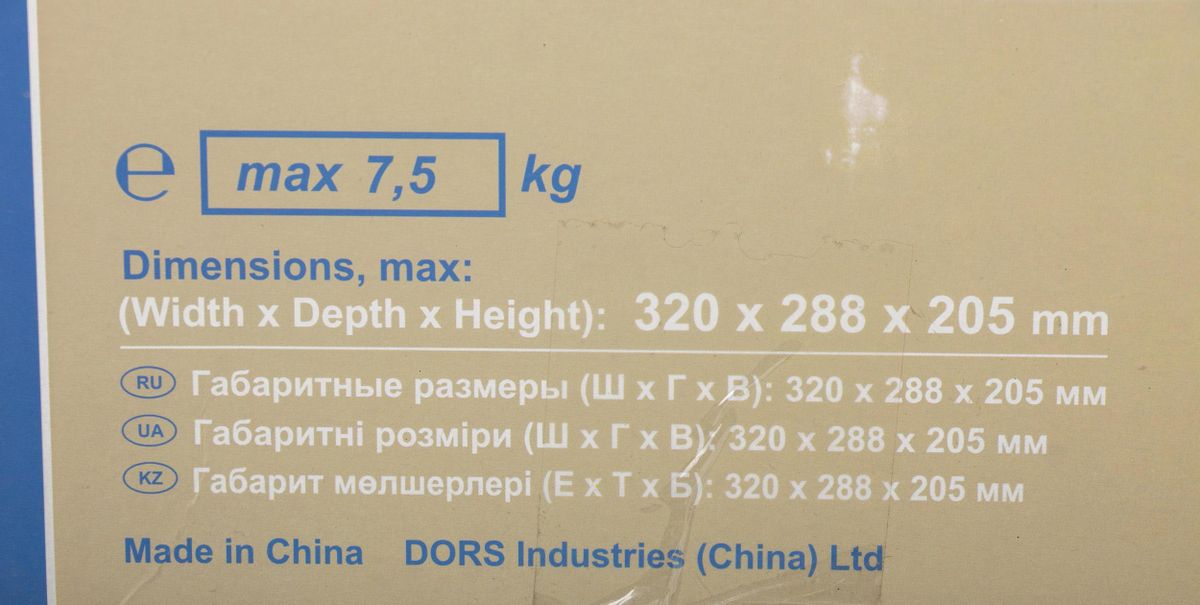 ℮ max 7,5 kg
Dimensions, max:
(Width x Depth x Height): 320 x 288 x 205 mm
RU Габаритные размеры (Ш х Г х В): 320 х 288 х 205 мм
UA Габаритні розміри (Ш х Г х В): 320 х 288 х 205 мм
KZ Габарит мөлшерлері (Е х Т х Б): 320 х 288 х 205 мм
Made in China DORS Industries (China) Ltd